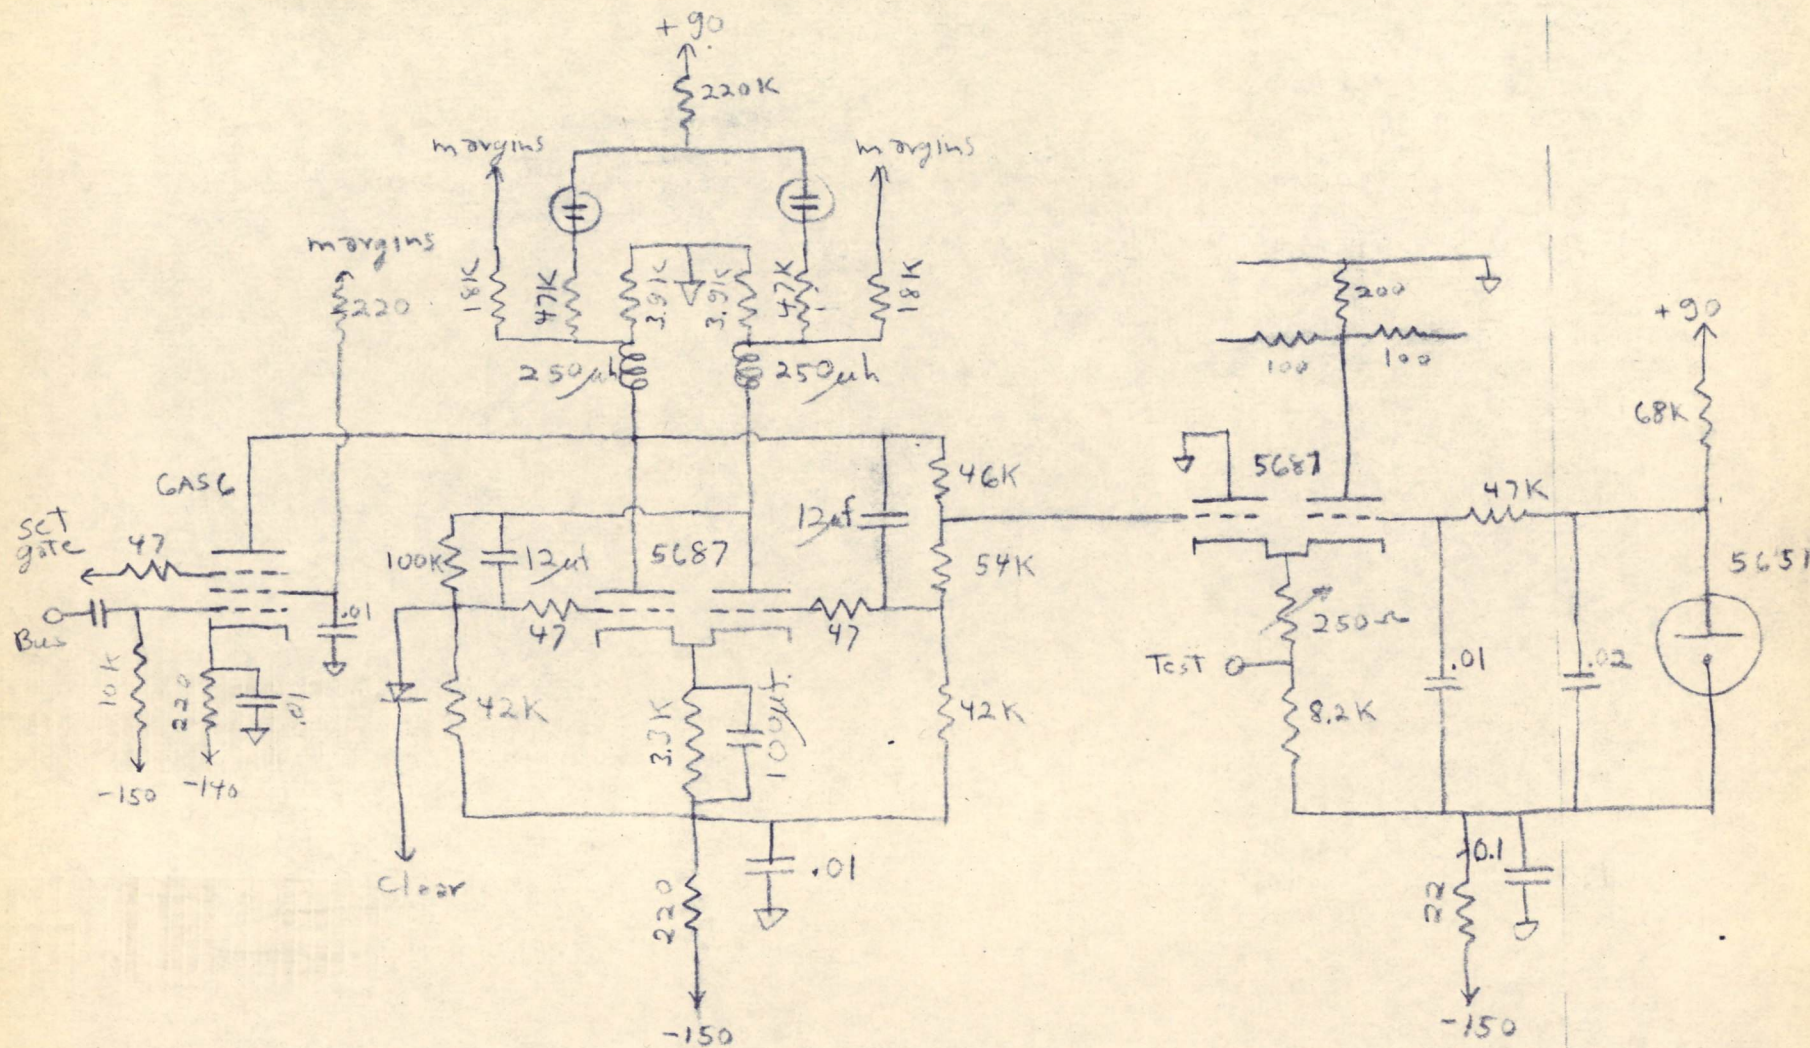 +90
220K
margins
margins
margins
220
18K
47K
3.9K
3.9K
47K
18K
250μh
250μh
200
100
100
+90
68K
6AS6
46K
5687
47K
set
gate
47
100K
12μf
5687
12μf
54K
5651
Bus
.01
47
47
250Ω
Test
.01
.02
10K
220
.01
42K
3.3K
100μf.
42K
8.2K
-150
-140
.01
Clear
220
0.1
22
-150
-150